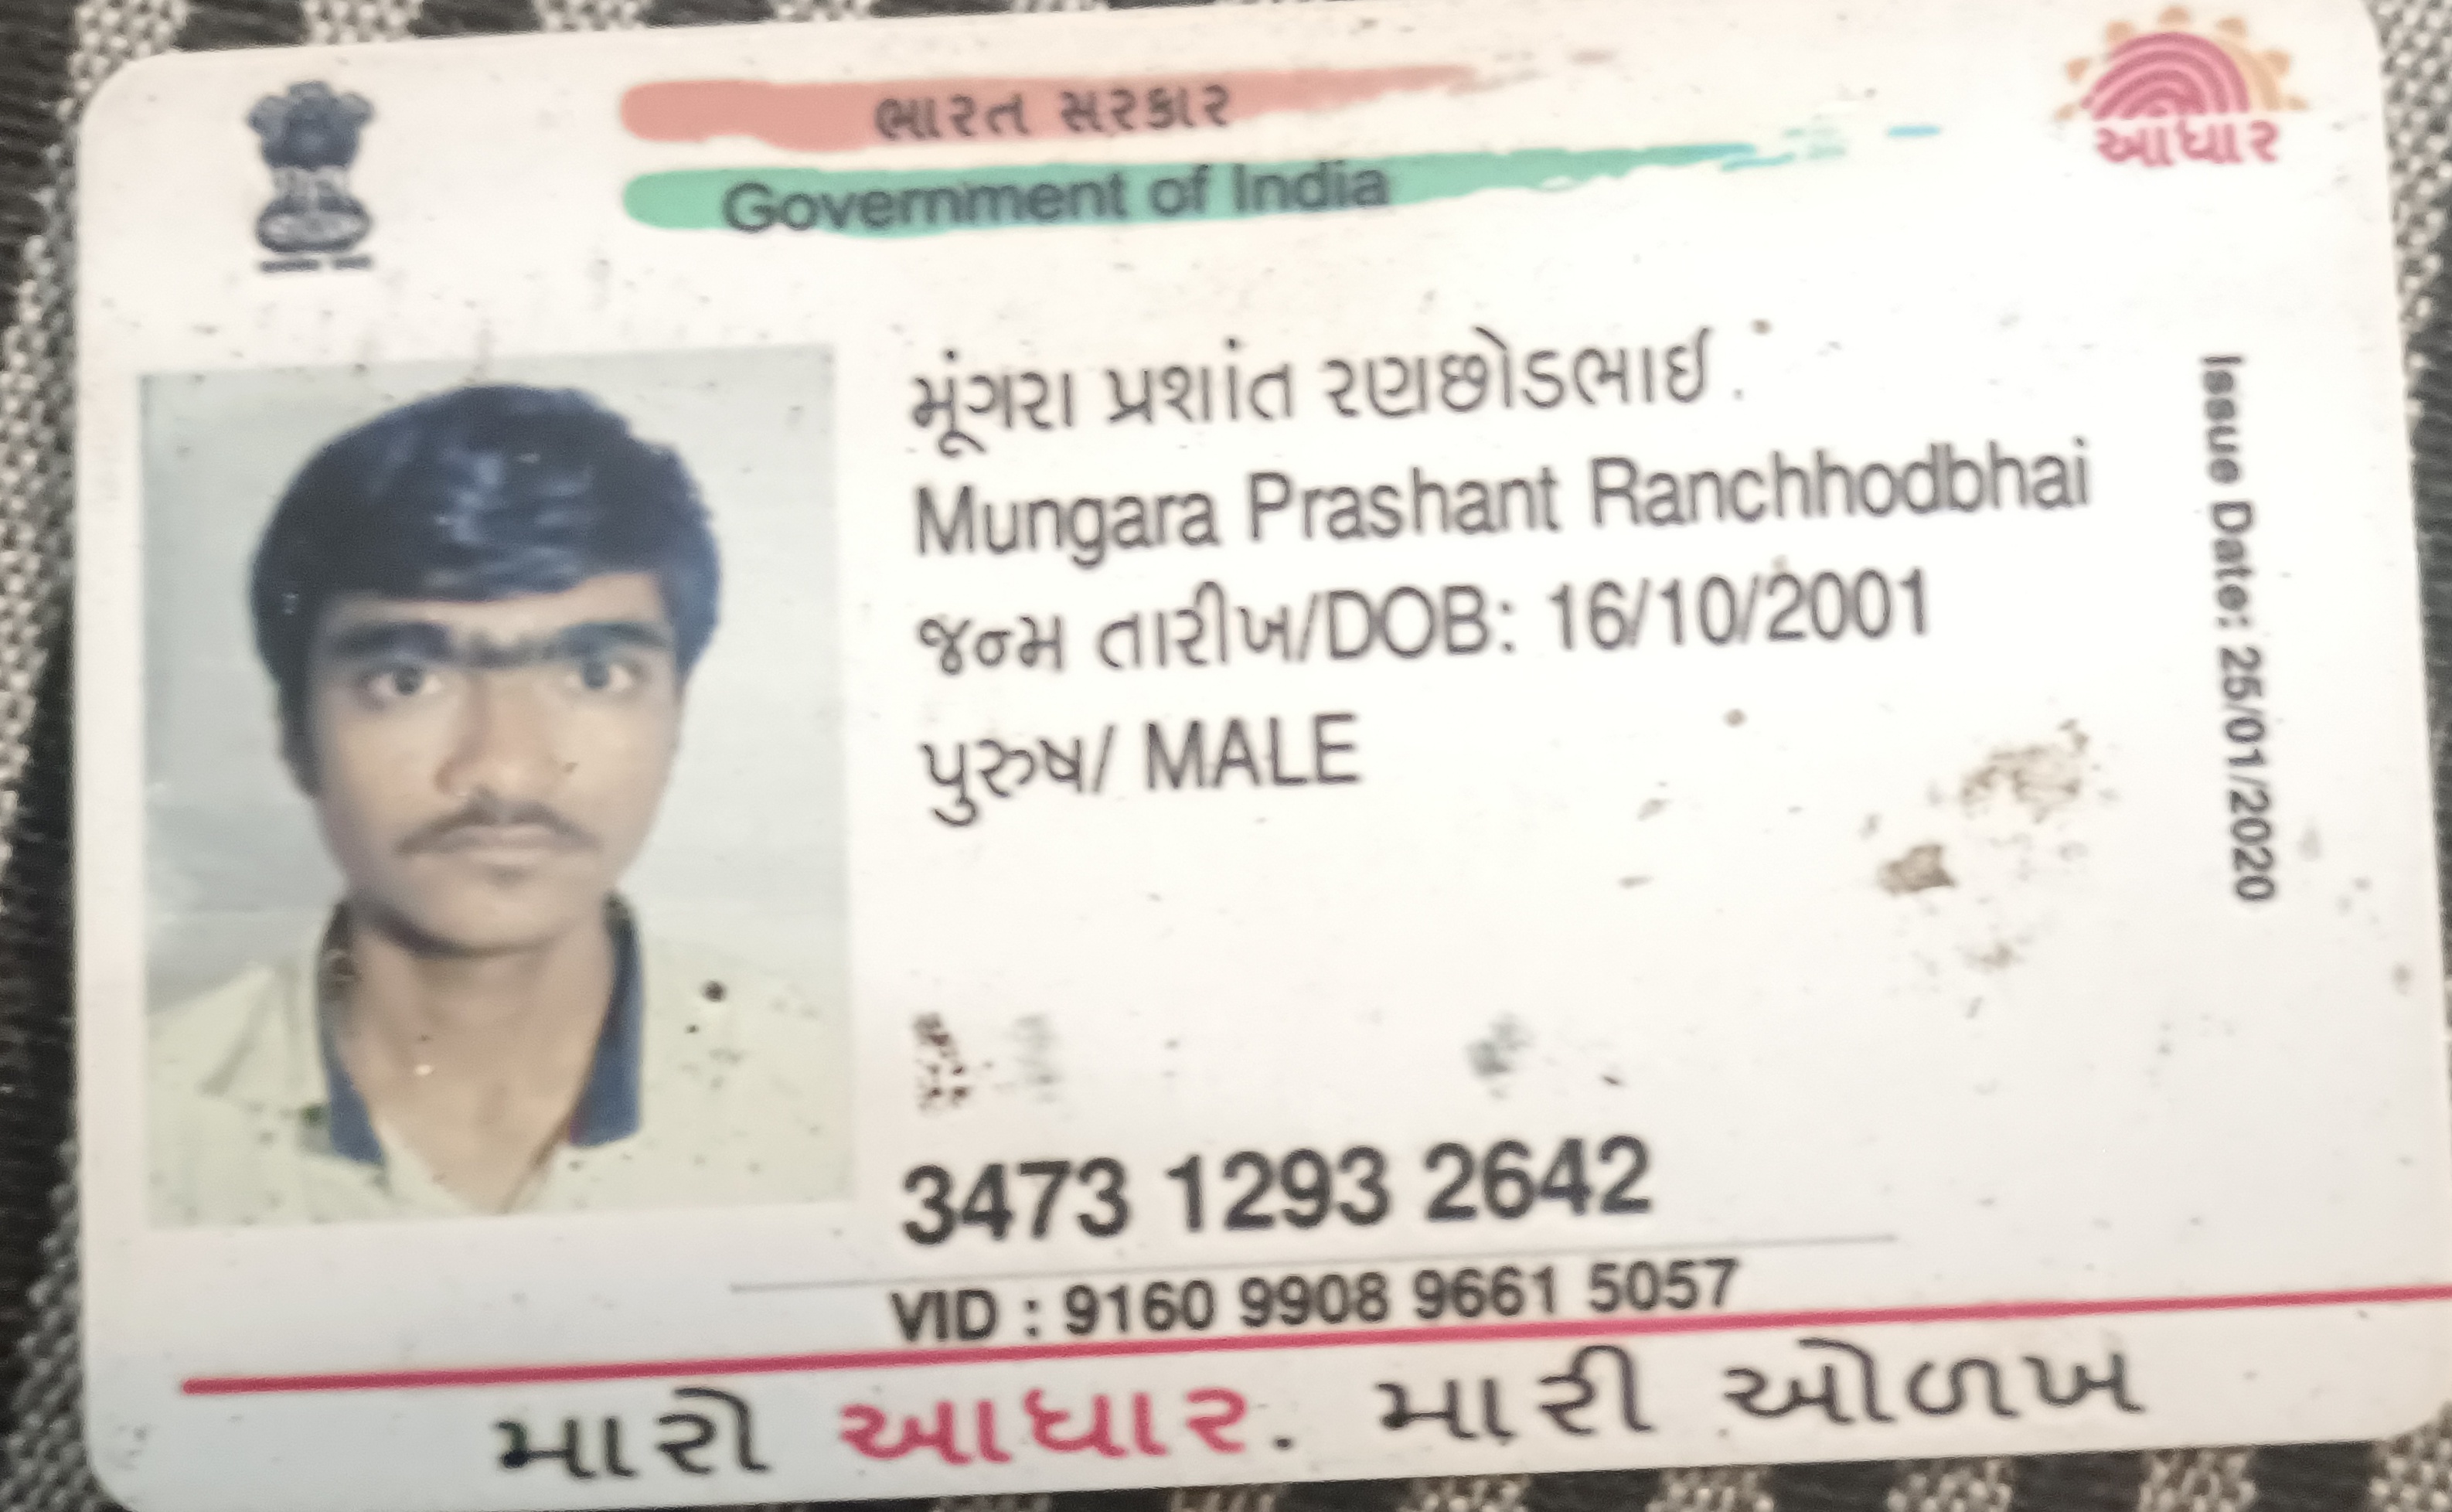 ભારત સરકાર
Government of India
આધાર
મૂંગરા પ્રશાંત રણછોડભાઈ
Mungara Prashant Ranchhodbhai
જન્મ તારીખ/DOB: 16/10/2001
પુરુષ/ MALE
Issue Date: 25/01/2020
3473 1293 2642
VID : 9160 9908 9661 5057
મારો આધાર. મારી ઓળખ